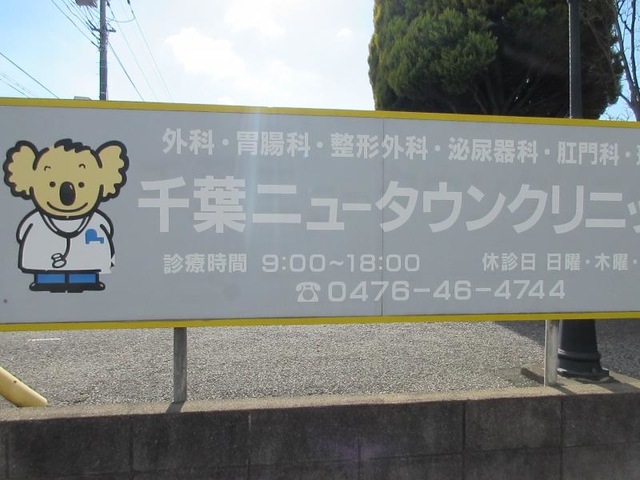 外科・胃腸科・整形外科・泌尿器科・肛門科・
千葉ニュータウンクリニッ
診療時間 9:00~18:00 休診日 日曜・木曜・
☎0476-46-4744